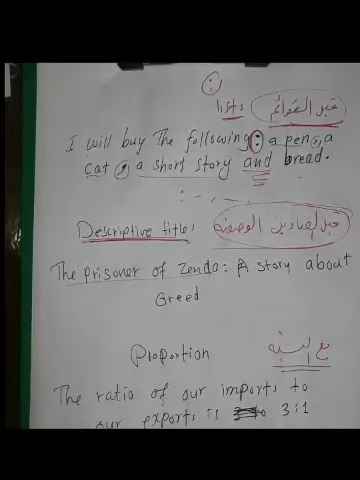 :
lists قبل القوائم
I will buy The following : a pen , a
cat , a short story and bread.
Descriptive titles قبل العناوين الوصفية
The prisoner of Zenda: A story about
Greed
Proportion مع النسبة
The ratio of our imports to
our exports is 3:1